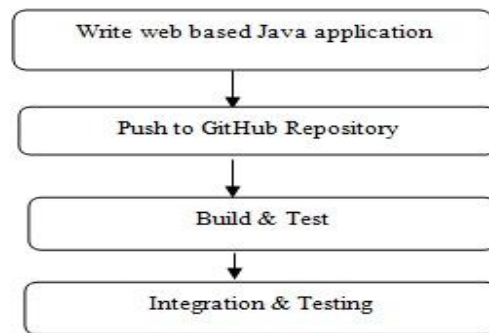 Write web based Java application
Push to GitHub Repository
Build & Test
Integration & Testing